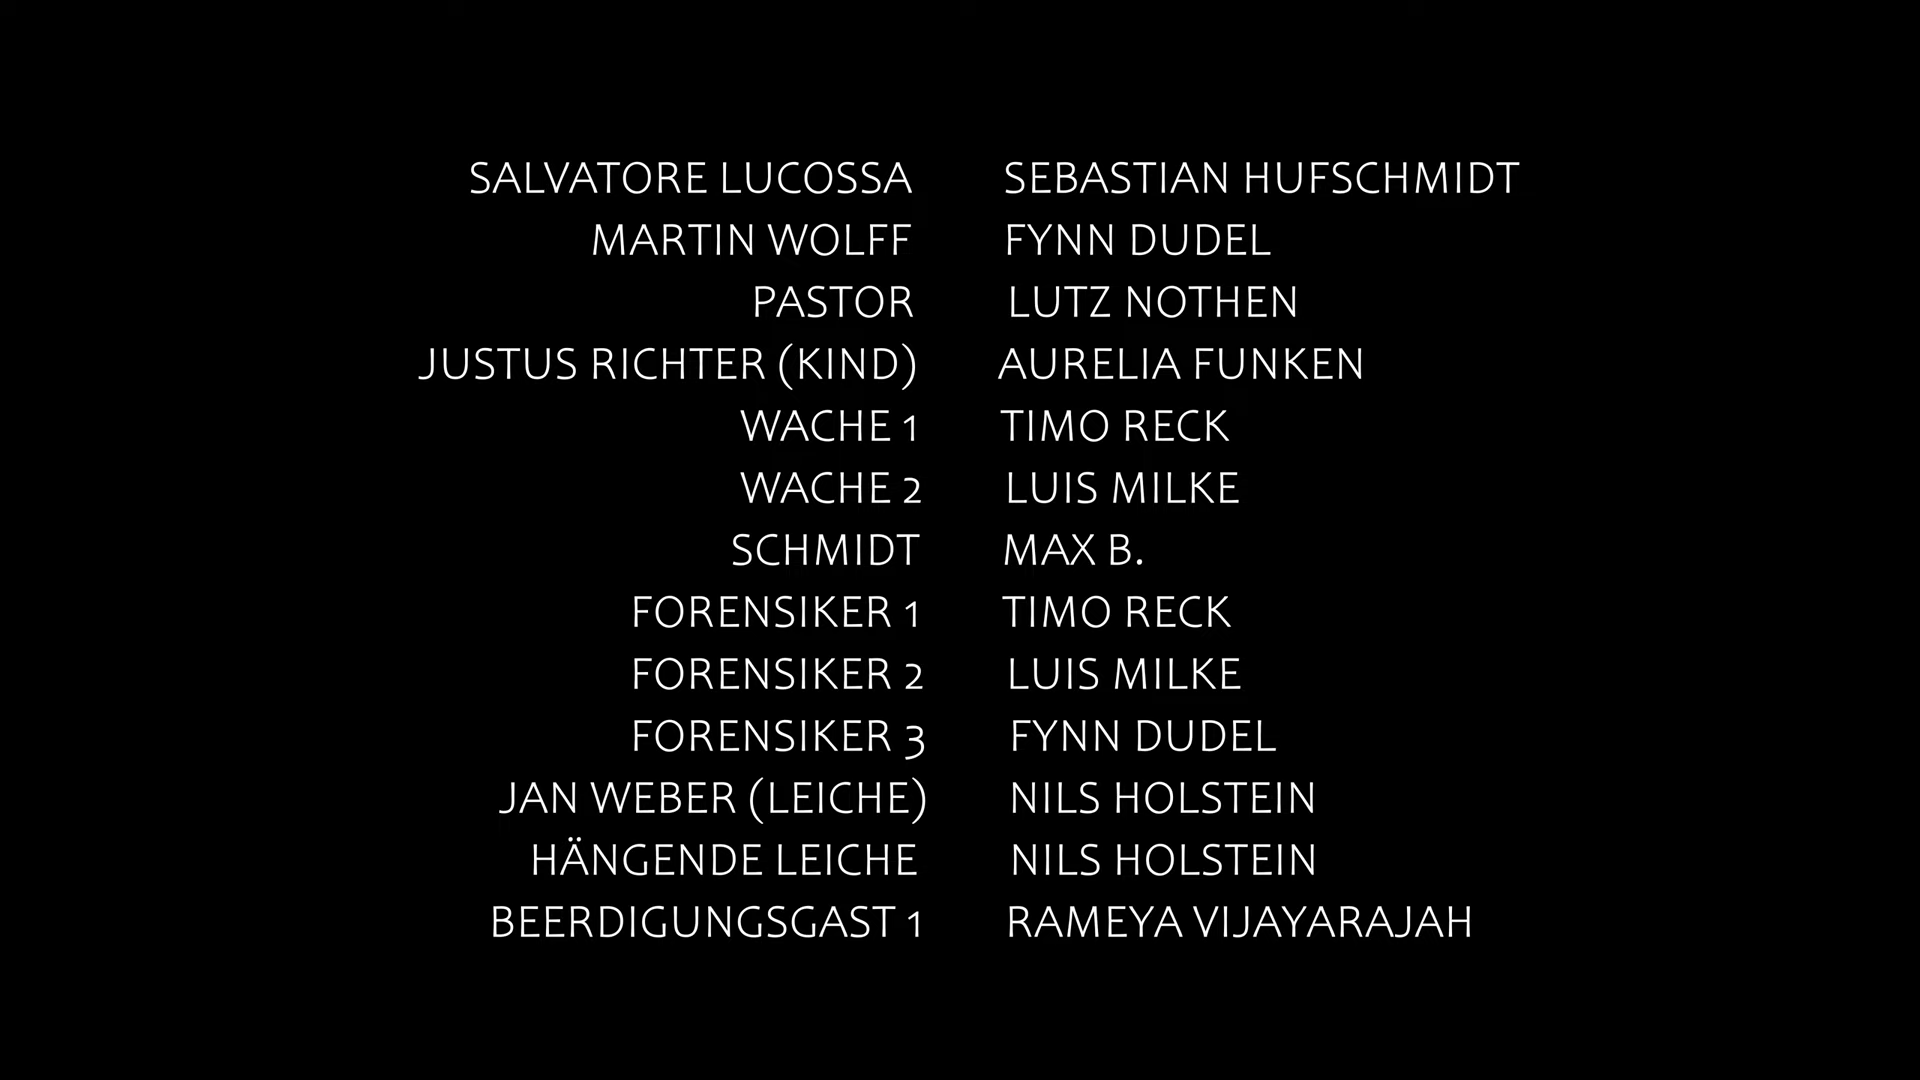 SALVATORE LUCOSSA SEBASTIAN HUFSCHMIDT
MARTIN WOLFF FYNN DUDEL
PASTOR LUTZ NOTHEN
JUSTUS RICHTER (KIND) AURELIA FUNKEN
WACHE 1 TIMO RECK
WACHE 2 LUIS MILKE
SCHMIDT MAX B.
FORENSIKER 1 TIMO RECK
FORENSIKER 2 LUIS MILKE
FORENSIKER 3 FYNN DUDEL
JAN WEBER (LEICHE) NILS HOLSTEIN
HÄNGENDE LEICHE NILS HOLSTEIN
BEERDIGUNGSGAST 1 RAMEYA VIJAYARAJAH